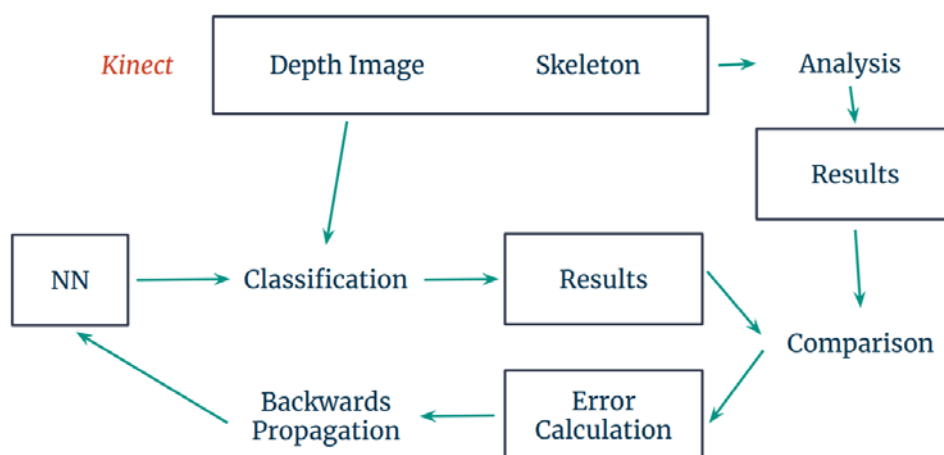 Kinect
Depth Image
Skeleton
Analysis
Results
NN
Classification
Results
Comparison
Backwards
Propagation
Error
Calculation